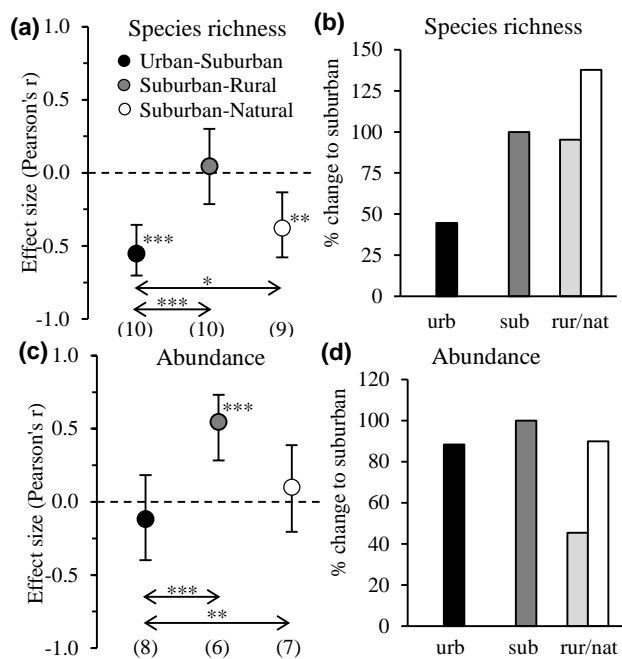 (a)
Species richness
1.0
0.5
0.0
-0.5
-1.0
Effect size (Pearson's r)
Urban-Suburban
Suburban-Rural
Suburban-Natural
***
**
*
***
(10)
(10)
(9)
(b)
Species richness
150
125
100
75
50
25
0
% change to suburban
urb
sub
rur/nat
(c)
Abundance
1.0
0.5
0.0
-0.5
-1.0
Effect size (Pearson's r)
***
***
**
(8)
(6)
(7)
(d)
Abundance
120
100
80
60
40
20
0
% change to suburban
urb
sub
rur/nat